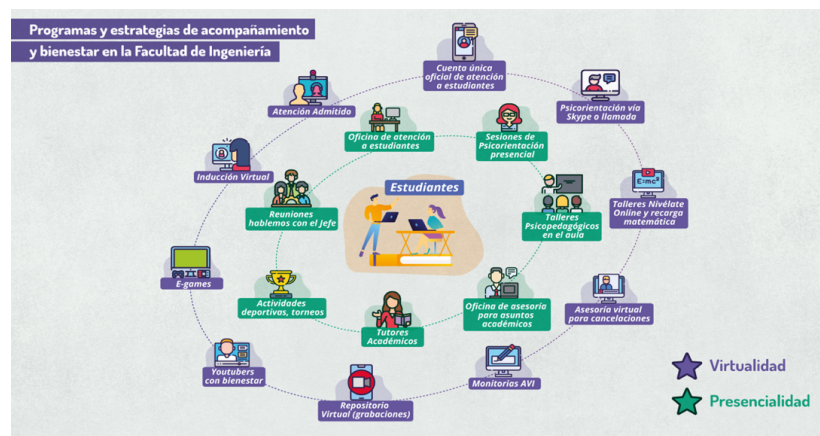 Programas y estrategias de acompañamiento
y bienestar en la Facultad de Ingeniería
Cuenta única
oficial de atención
a estudiantes
Atención Admitido
Psicorientación vía
Skype o llamada
Oficina de atención
a estudiantes
Sesiones de
Psicorientación
presencial
Inducción Virtual
Estudiantes
E=mc²
Talleres Nivélate
Online y recarga
matemática
Reuniones
hablemos con el Jefe
Talleres
Psicopedagógicos
en el aula
E-games
Actividades
deportivas, torneos
Oficina de asesoría
para asuntos
académicos
Asesoría virtual
para cancelaciones
Tutores
Académicos
Youtubers
con bienestar
Monitorias AVI
Repositorio
Virtual (grabaciones)
Virtualidad
Presencialidad